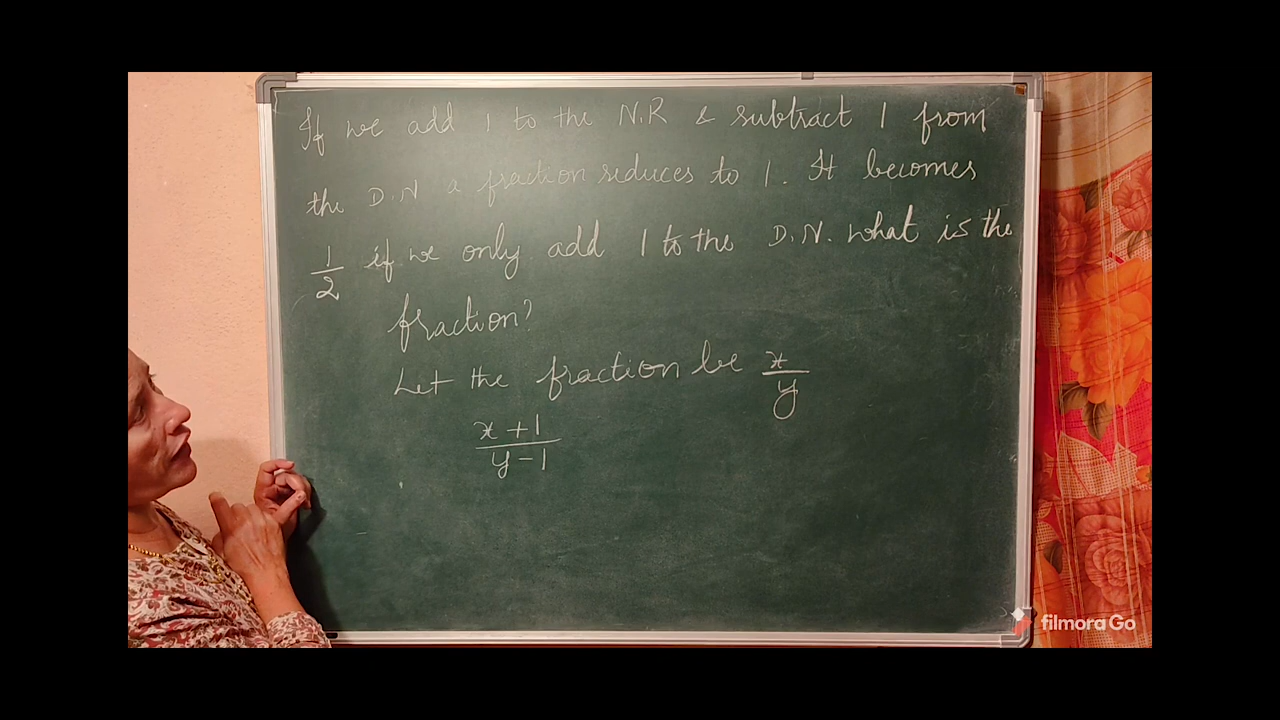 If we add 1 to the N.R & subtract 1 from
the D.N a fraction reduces to 1. It becomes
1/2 if we only add 1 to the D.N. what is the
fraction?
Let the fraction be x/y
x+1/y-1
filmora Go